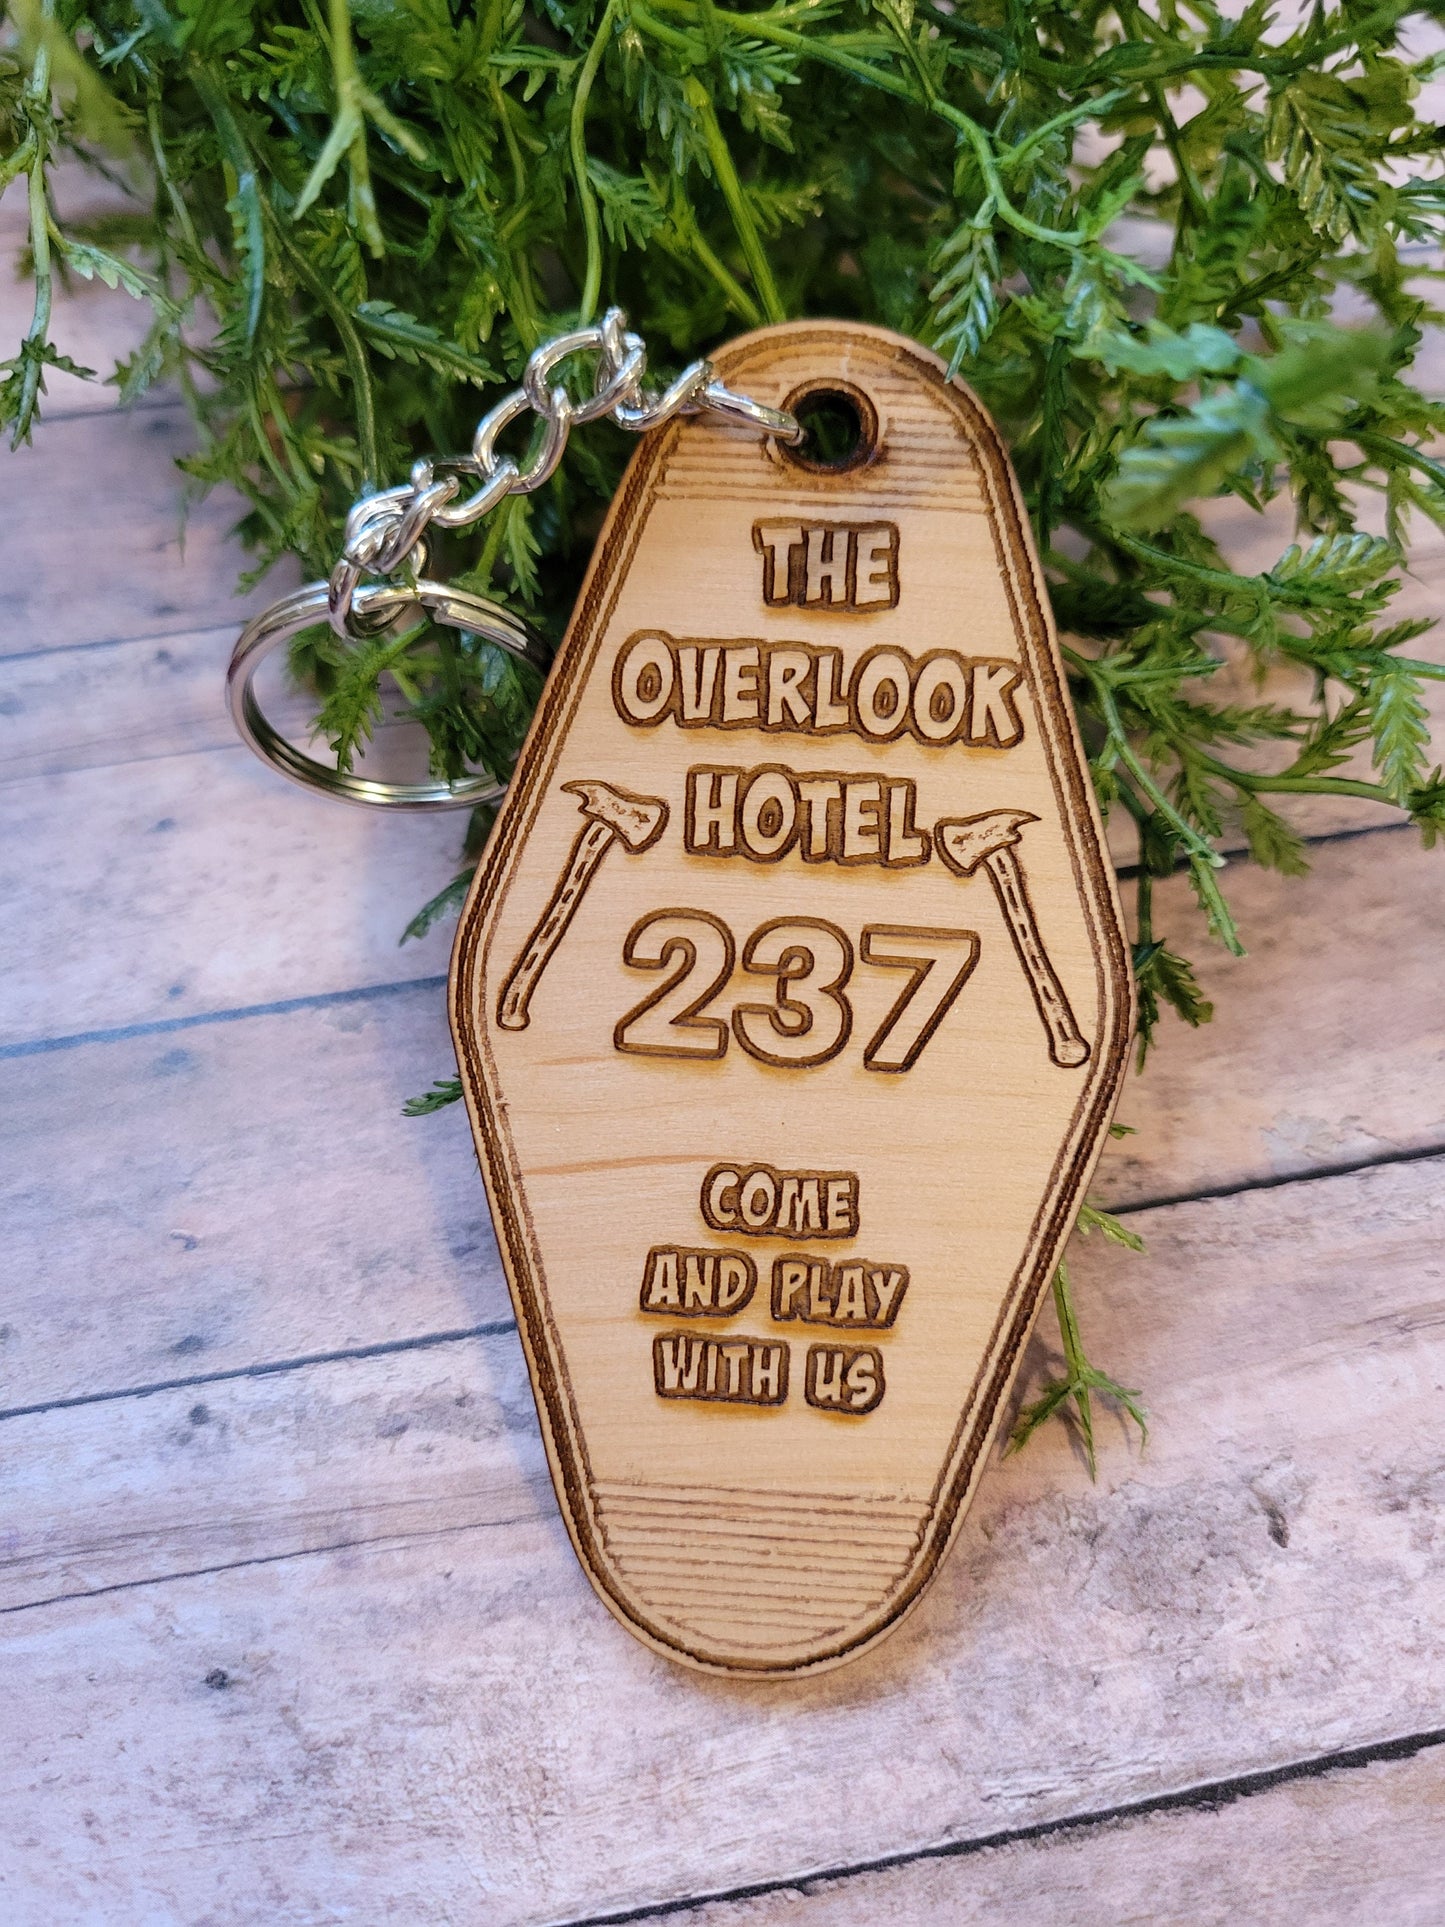 THE
OVERLOOK
HOTEL
237
COME
AND PLAY
WITH US